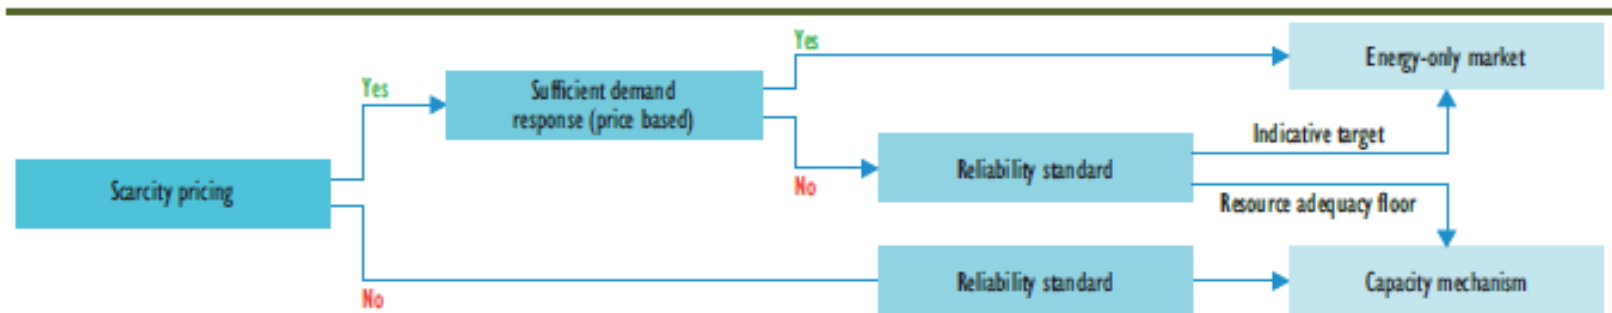 Yes
Energy-only market
Yes
Sufficient demand
response (price based)
Indicative target
Scarcity pricing
No
Reliability standard
Resource adequacy floor
No
Reliability standard
Capacity mechanism